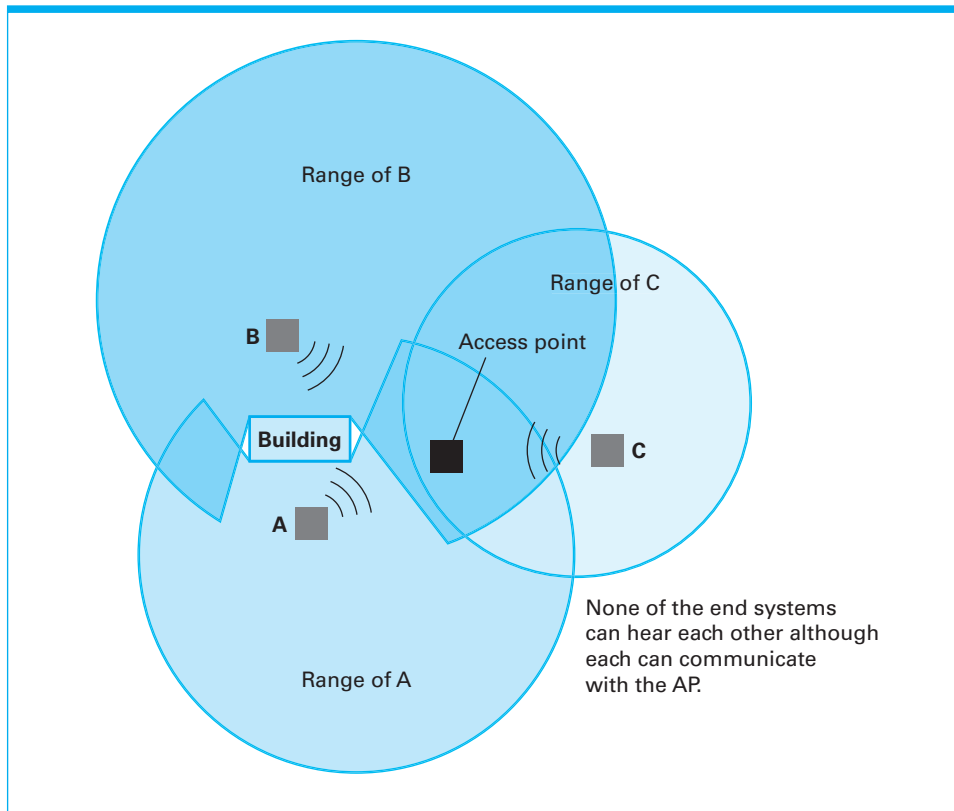 Range of B
Range of C
B
Access point
Building
C
A
None of the end systems
can hear each other although
each can communicate
with the AP.
Range of A